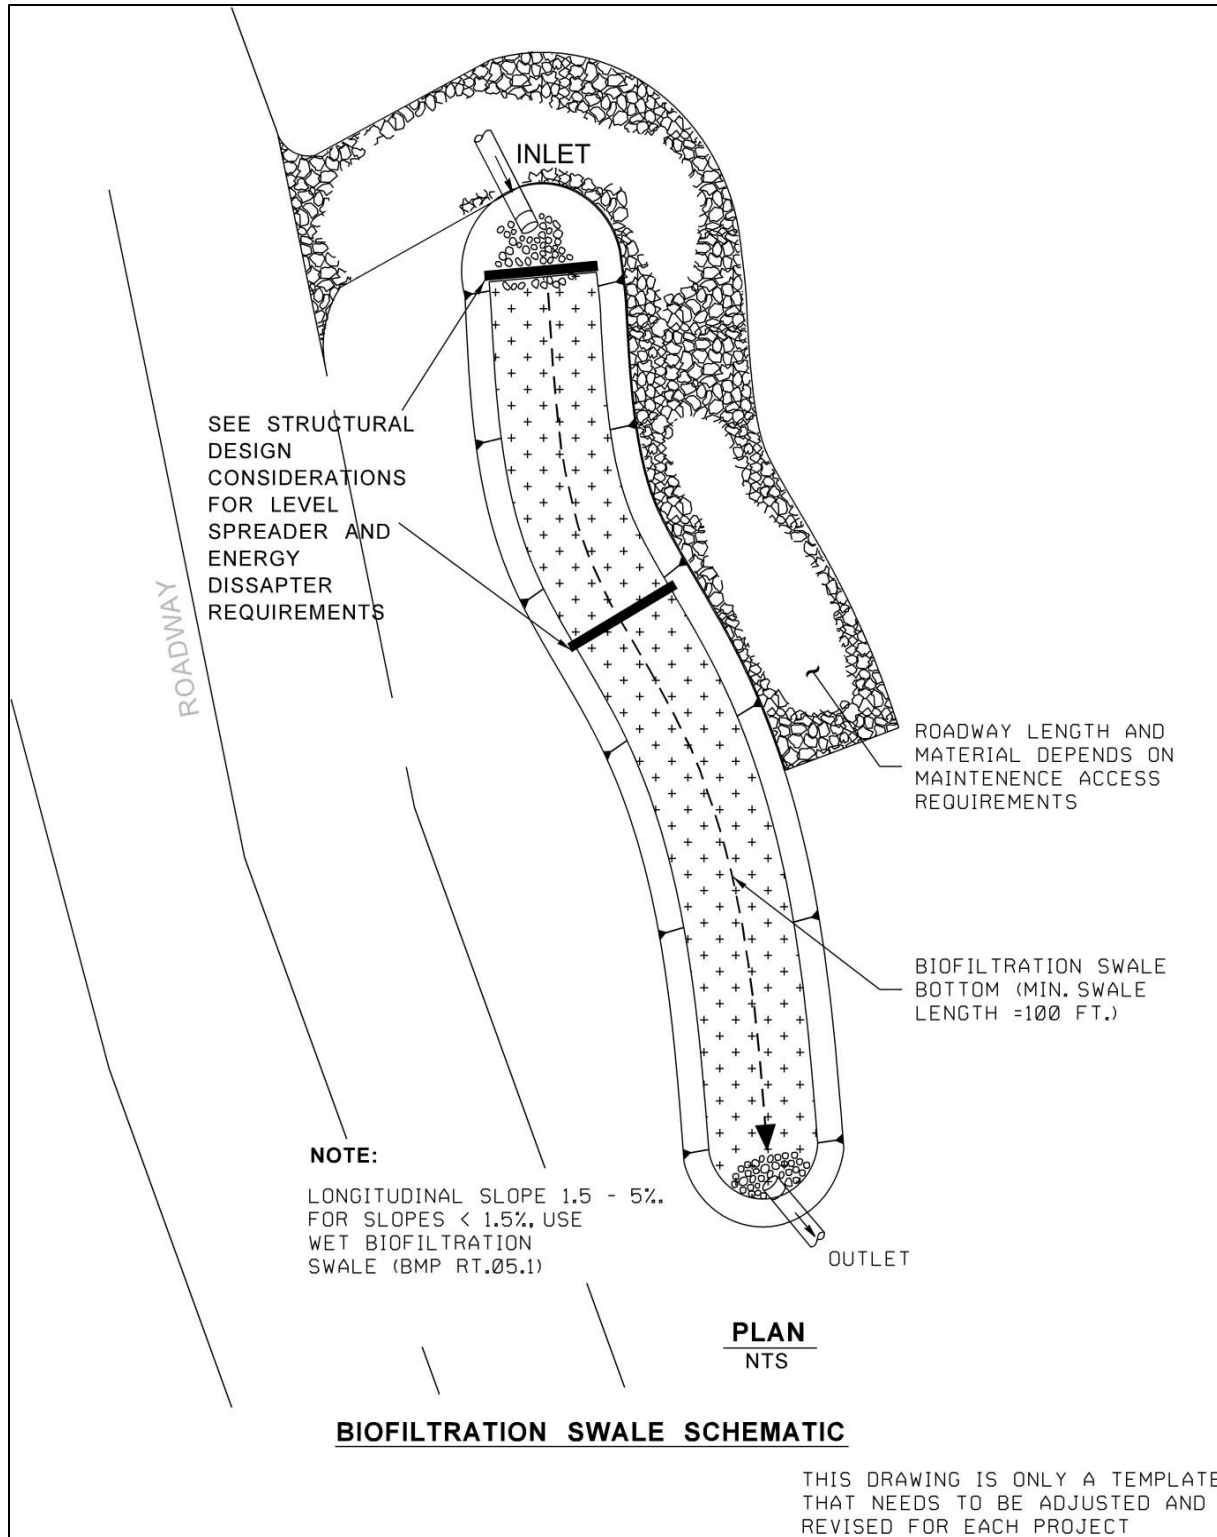 INLET
SEE STRUCTURAL
DESIGN
CONSIDERATIONS
FOR LEVEL
SPREADER AND
ENERGY
DISSAPTER
REQUIREMENTS
ROADWAY
ROADWAY LENGTH AND
MATERIAL DEPENDS ON
MAINTENENCE ACCESS
REQUIREMENTS
BIOFILTRATION SWALE
BOTTOM (MIN. SWALE
LENGTH =100 FT.)
NOTE:
LONGITUDINAL SLOPE 1.5 - 5%.
FOR SLOPES < 1.5%, USE
WET BIOFILTRATION
SWALE (BMP RT.05.1)
OUTLET
PLAN
NTS
BIOFILTRATION SWALE SCHEMATIC
THIS DRAWING IS ONLY A TEMPLATE
THAT NEEDS TO BE ADJUSTED AND
REVISED FOR EACH PROJECT